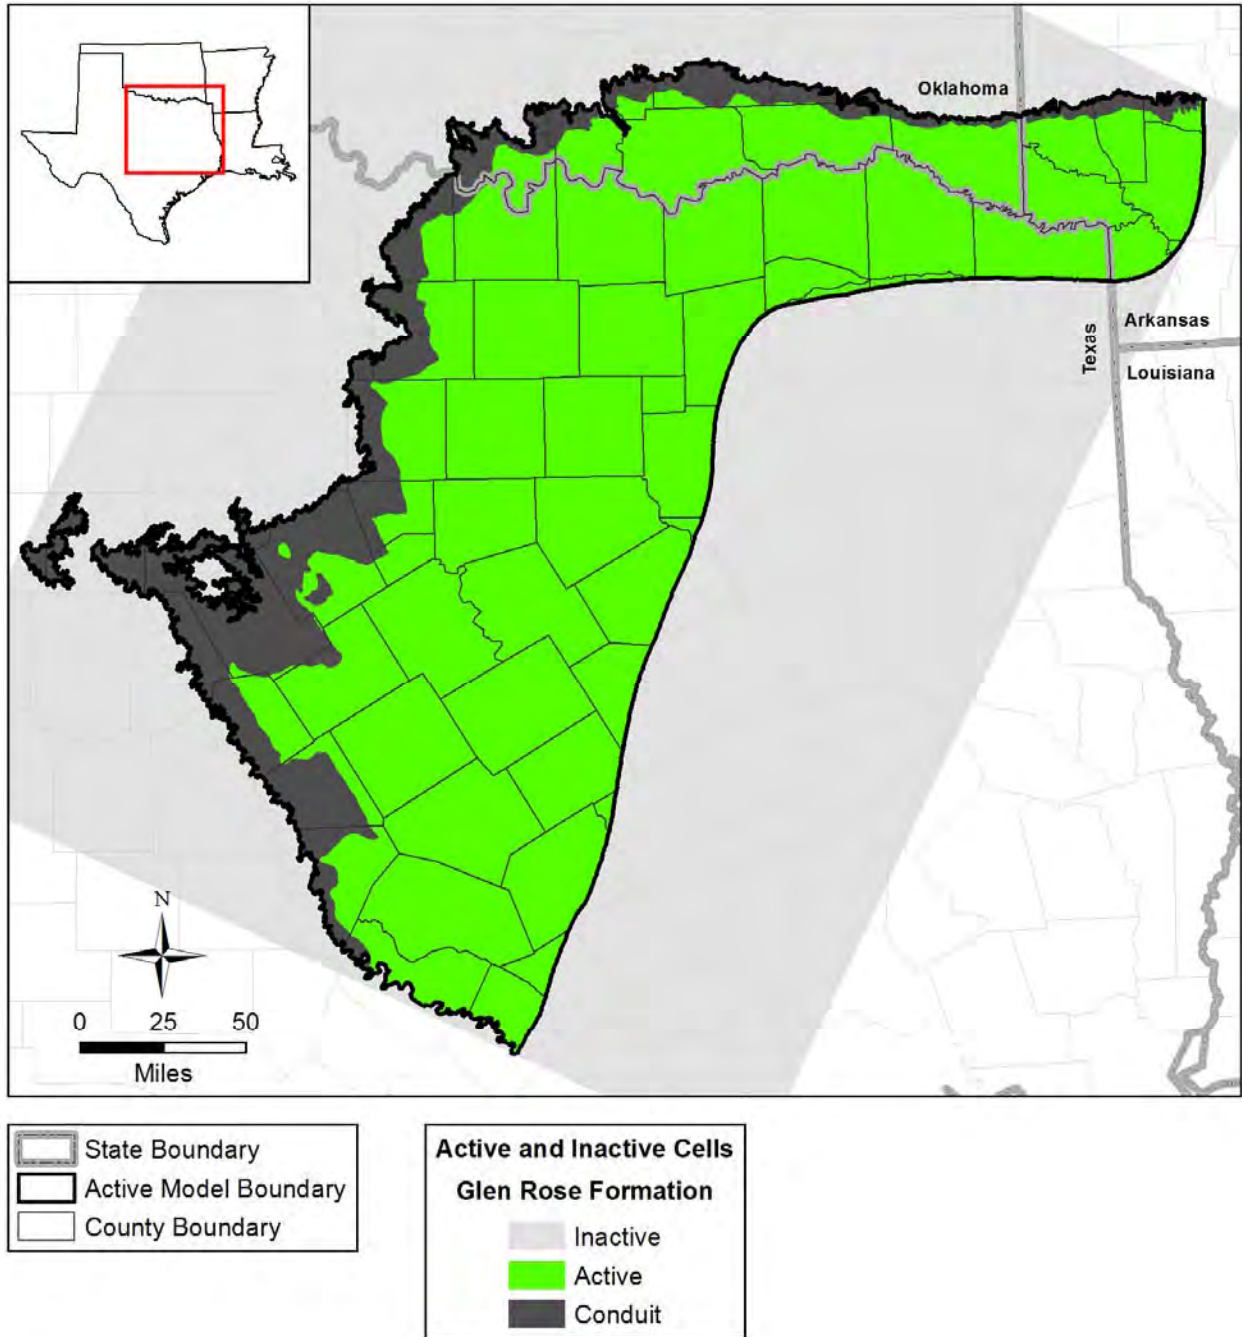 Oklahoma
Texas
Arkansas
Louisiana
N
0 25 50
Miles
State Boundary
Active Model Boundary
County Boundary
Active and Inactive Cells
Glen Rose Formation
Inactive
Active
Conduit